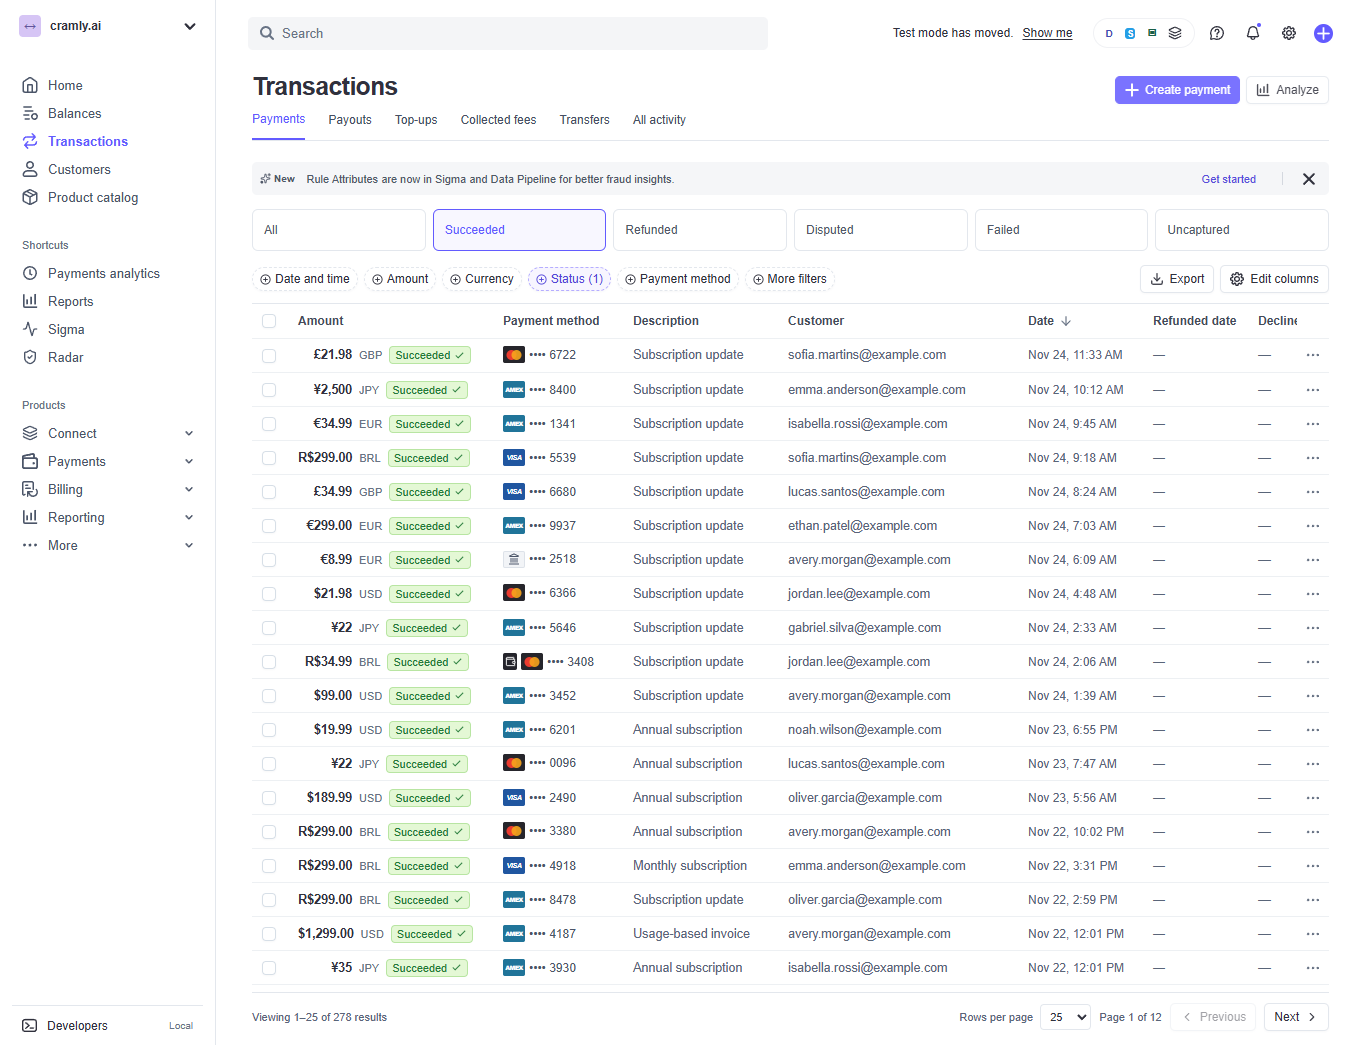 cramly.ai
Search
Test mode has moved. Show me
Home
Balances
Transactions
Customers
Product catalog
Shortcuts
Payments analytics
Reports
Sigma
Radar
Products
Connect
Payments
Billing
Reporting
More
Developers Local
Transactions
Create payment
Analyze
Payments Payouts Top-ups Collected fees Transfers All activity
New Rule Attributes are now in Sigma and Data Pipeline for better fraud insights. Get started
All Succeeded Refunded Disputed Failed Uncaptured
Date and time Amount Currency Status (1) Payment method More filters Export Edit columns
Amount Payment method Description Customer Date Refunded date Decline
£21.98 GBP Succeeded •••• 6722 Subscription update sofia.martins@example.com Nov 24, 11:33 AM — —
¥2,500 JPY Succeeded AMEX •••• 8400 Subscription update emma.anderson@example.com Nov 24, 10:12 AM — —
€34.99 EUR Succeeded AMEX •••• 1341 Subscription update isabella.rossi@example.com Nov 24, 9:45 AM — —
R$299.00 BRL Succeeded VISA •••• 5539 Subscription update sofia.martins@example.com Nov 24, 9:18 AM — —
£34.99 GBP Succeeded VISA •••• 6680 Subscription update lucas.santos@example.com Nov 24, 8:24 AM — —
€299.00 EUR Succeeded AMEX •••• 9937 Subscription update ethan.patel@example.com Nov 24, 7:03 AM — —
€8.99 EUR Succeeded •••• 2518 Subscription update avery.morgan@example.com Nov 24, 6:09 AM — —
$21.98 USD Succeeded •••• 6366 Subscription update jordan.lee@example.com Nov 24, 4:48 AM — —
¥22 JPY Succeeded AMEX •••• 5646 Subscription update gabriel.silva@example.com Nov 24, 2:33 AM — —
R$34.99 BRL Succeeded •••• 3408 Subscription update jordan.lee@example.com Nov 24, 2:06 AM — —
$99.00 USD Succeeded AMEX •••• 3452 Subscription update avery.morgan@example.com Nov 24, 1:39 AM — —
$19.99 USD Succeeded AMEX •••• 6201 Annual subscription noah.wilson@example.com Nov 23, 6:55 PM — —
¥22 JPY Succeeded •••• 0096 Annual subscription lucas.santos@example.com Nov 23, 7:47 AM — —
$189.99 USD Succeeded VISA •••• 2490 Annual subscription oliver.garcia@example.com Nov 23, 5:56 AM — —
R$299.00 BRL Succeeded •••• 3380 Annual subscription avery.morgan@example.com Nov 22, 10:02 PM — —
R$299.00 BRL Succeeded VISA •••• 4918 Monthly subscription emma.anderson@example.com Nov 22, 3:31 PM — —
R$299.00 BRL Succeeded AMEX •••• 8478 Subscription update oliver.garcia@example.com Nov 22, 2:59 PM — —
$1,299.00 USD Succeeded AMEX •••• 4187 Usage-based invoice avery.morgan@example.com Nov 22, 12:01 PM — —
¥35 JPY Succeeded AMEX •••• 3930 Annual subscription isabella.rossi@example.com Nov 22, 12:01 PM — —
Viewing 1–25 of 278 results Rows per page 25 Page 1 of 12 Previous Next